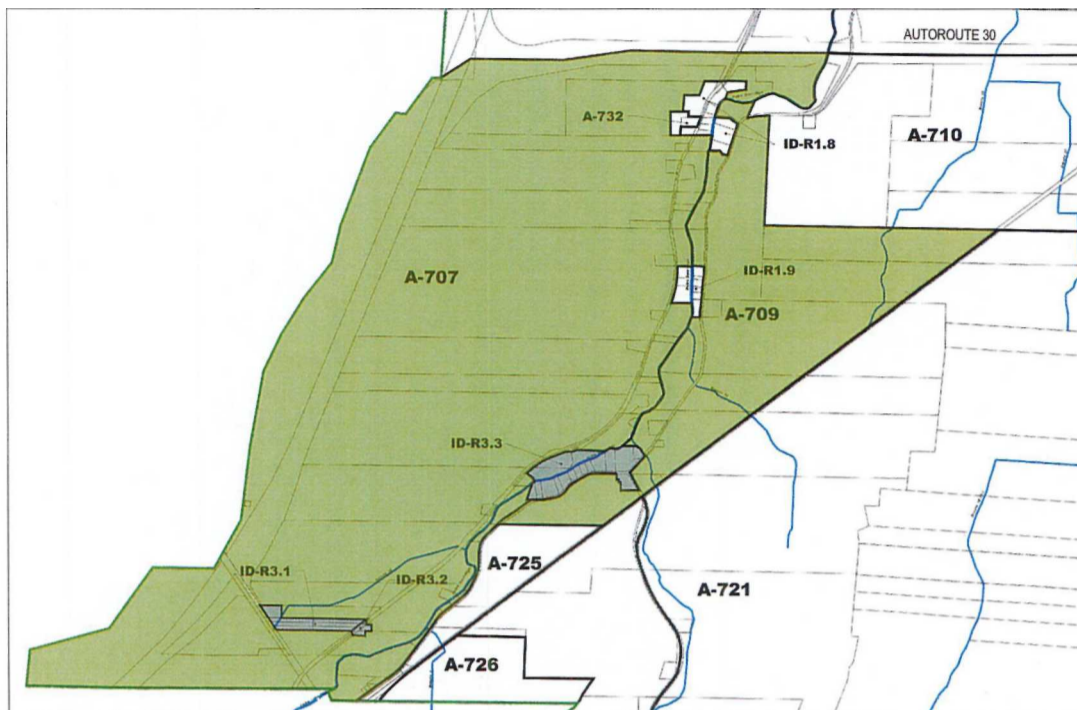 AUTOROUTE 30
A-732
A-710
ID-R1.8
A-707
ID-R1.9
A-709
ID-R3.3
A-725
ID-R3.1
ID-R3.2
A-721
A-726